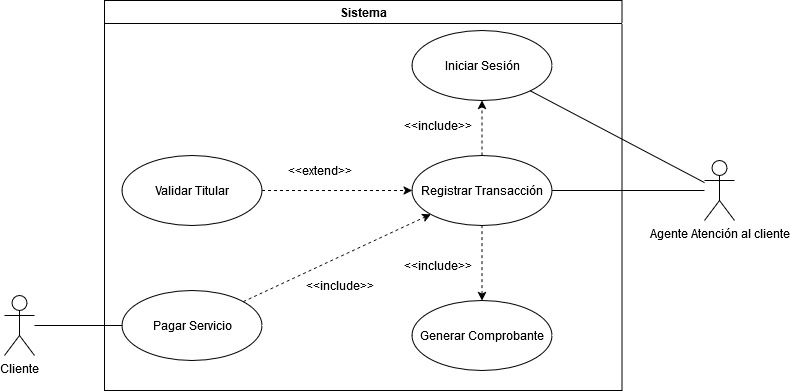 Sistema
Iniciar Sesión
<<include>>
<<extend>>
Validar Titular
Registrar Transacción
Agente Atención al cliente
<<include>>
<<include>>
Pagar Servicio
Generar Comprobante
Cliente